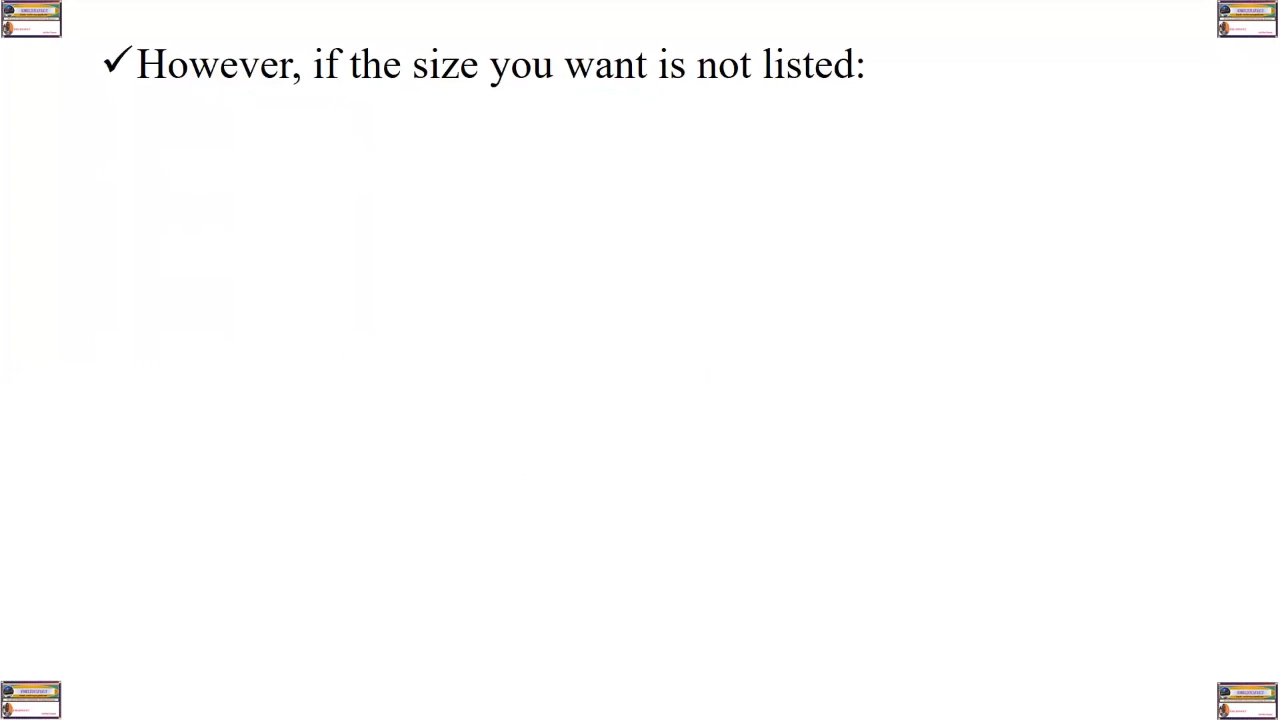 ✓However, if the size you want is not listed: